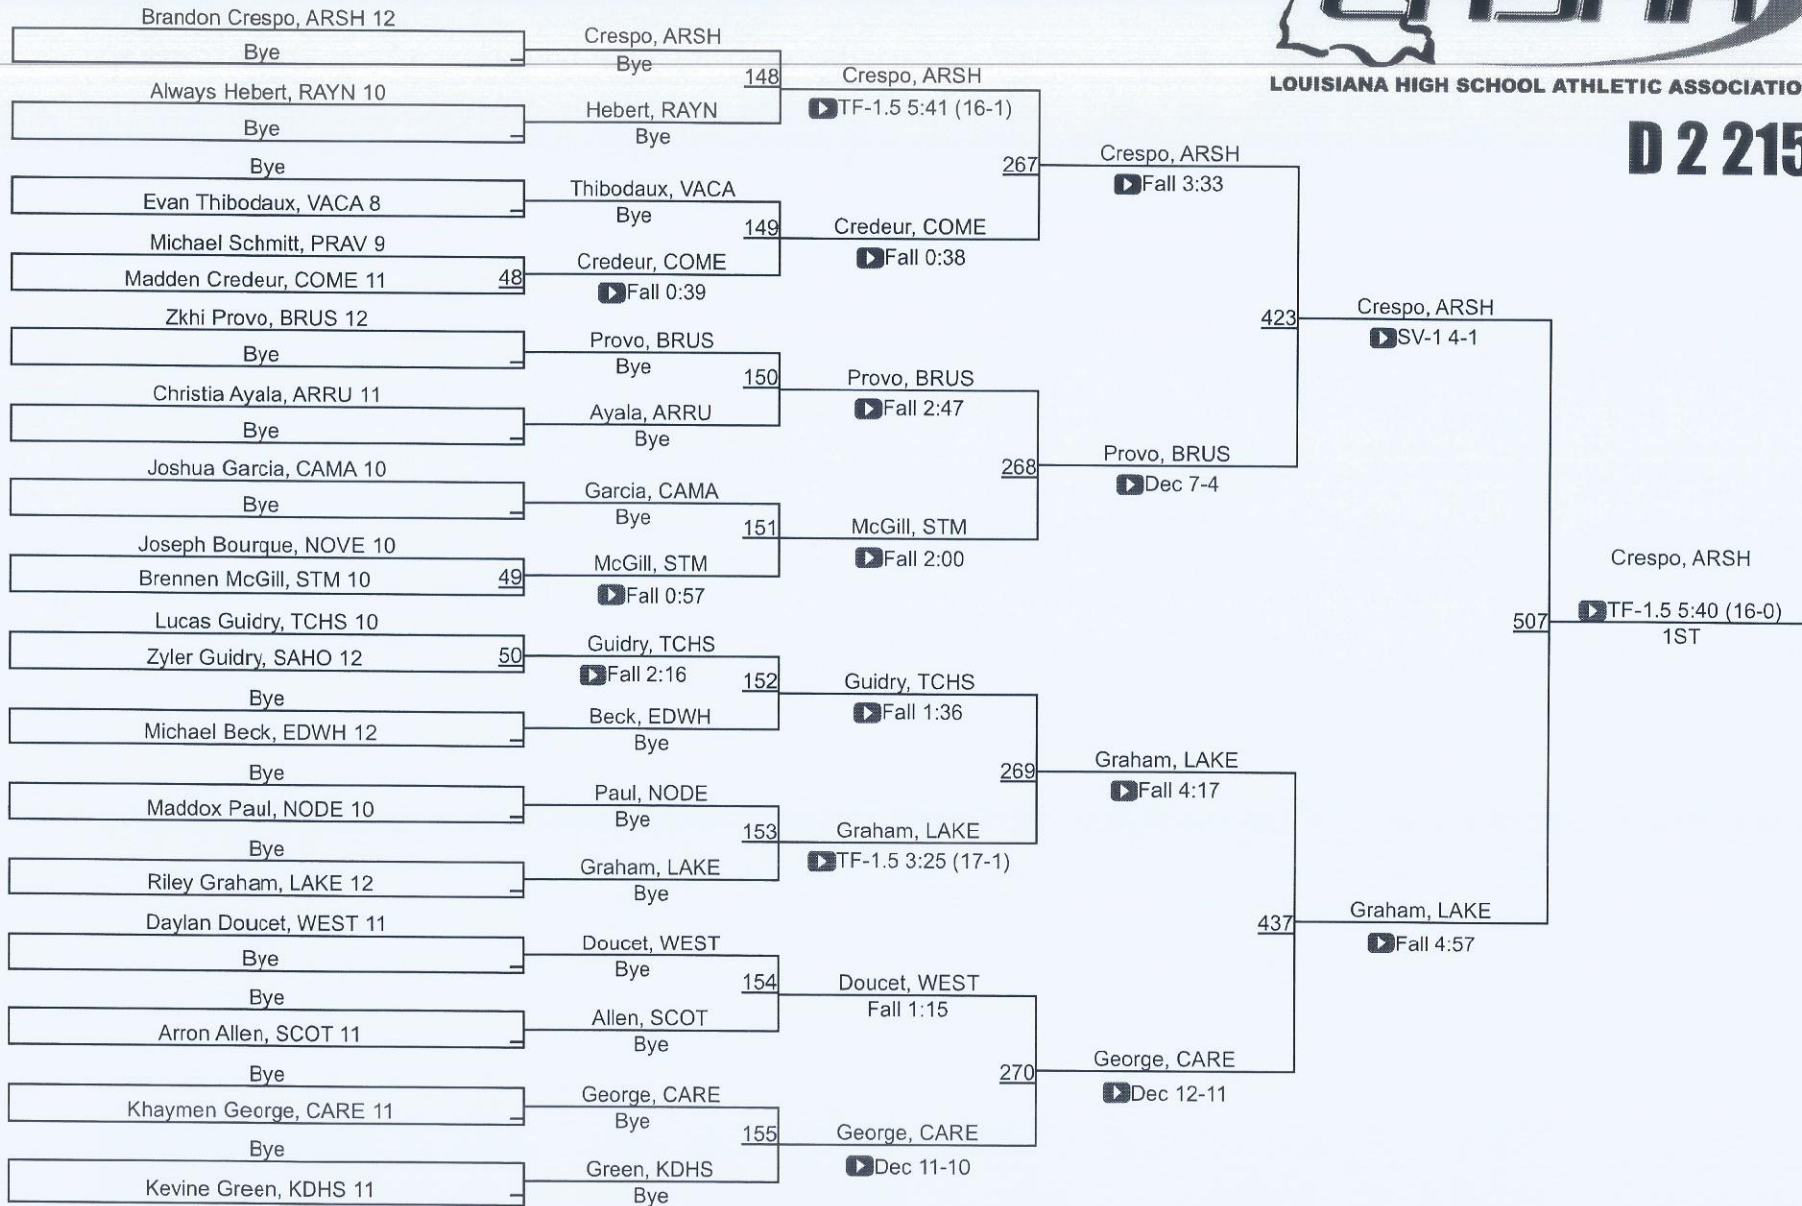 LOUISIANA HIGH SCHOOL ATHLETIC ASSOCIATIO
D 2 215
Brandon Crespo, ARSH 12
Bye
Always Hebert, RAYN 10
Bye
Bye
Evan Thibodaux, VACA 8
Michael Schmitt, PRAV 9
Madden Credeur, COME 11
48
Zkhi Provo, BRUS 12
Bye
Christia Ayala, ARRU 11
Bye
Joshua Garcia, CAMA 10
Bye
Joseph Bourque, NOVE 10
Brennen McGill, STM 10
49
Lucas Guidry, TCHS 10
Zyler Guidry, SAHO 12
50
Bye
Michael Beck, EDWH 12
Bye
Maddox Paul, NODE 10
Bye
Riley Graham, LAKE 12
Daylan Doucet, WEST 11
Bye
Bye
Arron Allen, SCOT 11
Bye
Khaymen George, CARE 11
Bye
Kevine Green, KDHS 11
Crespo, ARSH
Bye
148
Hebert, RAYN
Bye
Thibodaux, VACA
Bye
149
Credeur, COME
Fall 0:39
Provo, BRUS
Bye
150
Ayala, ARRU
Bye
Garcia, CAMA
Bye
151
McGill, STM
Fall 0:57
Guidry, TCHS
Fall 2:16
152
Beck, EDWH
Bye
Paul, NODE
Bye
153
Graham, LAKE
Bye
Doucet, WEST
Bye
154
Allen, SCOT
Bye
George, CARE
Bye
155
Green, KDHS
Bye
Crespo, ARSH
TF-1.5 5:41 (16-1)
267
Credeur, COME
Fall 0:38
Provo, BRUS
Fall 2:47
268
McGill, STM
Fall 2:00
Guidry, TCHS
Fall 1:36
269
Graham, LAKE
TF-1.5 3:25 (17-1)
Doucet, WEST
Fall 1:15
270
George, CARE
Dec 11-10
Crespo, ARSH
Fall 3:33
423
Provo, BRUS
Dec 7-4
Graham, LAKE
Fall 4:17
437
George, CARE
Dec 12-11
Crespo, ARSH
SV-1 4-1
507
Graham, LAKE
Fall 4:57
Crespo, ARSH
TF-1.5 5:40 (16-0)
1ST